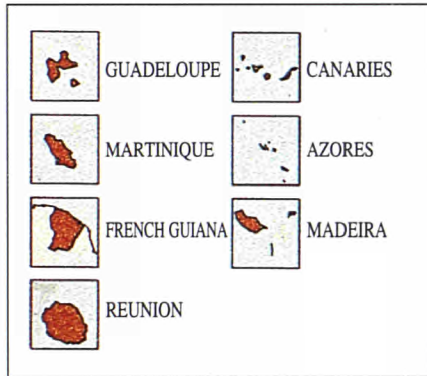 GUADELOUPE
CANARIES
MARTINIQUE
AZORES
FRENCH GUIANA
MADEIRA
REUNION